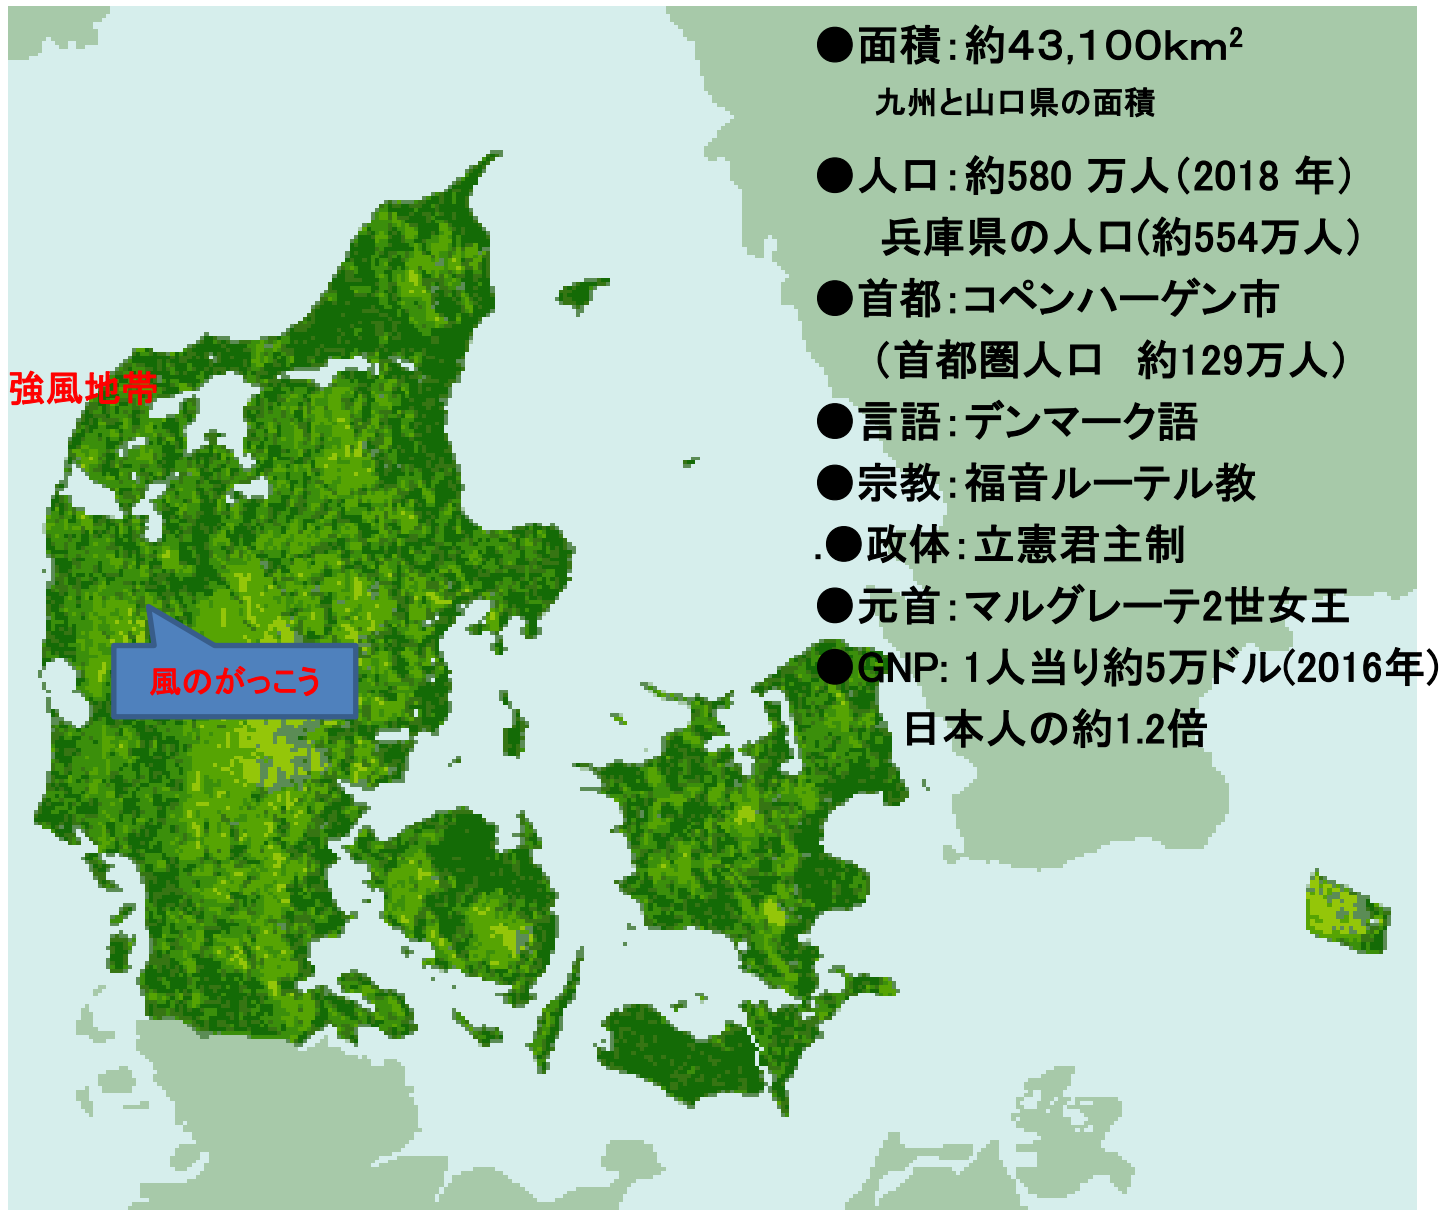 ●面積：約43,100km²
九州と山口県の面積
●人口：約580 万人（2018 年）
兵庫県の人口(約554万人）
●首都：コペンハーゲン市
（首都圏人口　約129万人）
強風地帯
●言語：デンマーク語
●宗教：福音ルーテル教
.●政体：立憲君主制
●元首：マルグレーテ2世女王
●GNP: 1人当り約5万ドル(2016年)
風のがっこう
日本人の約1.2倍